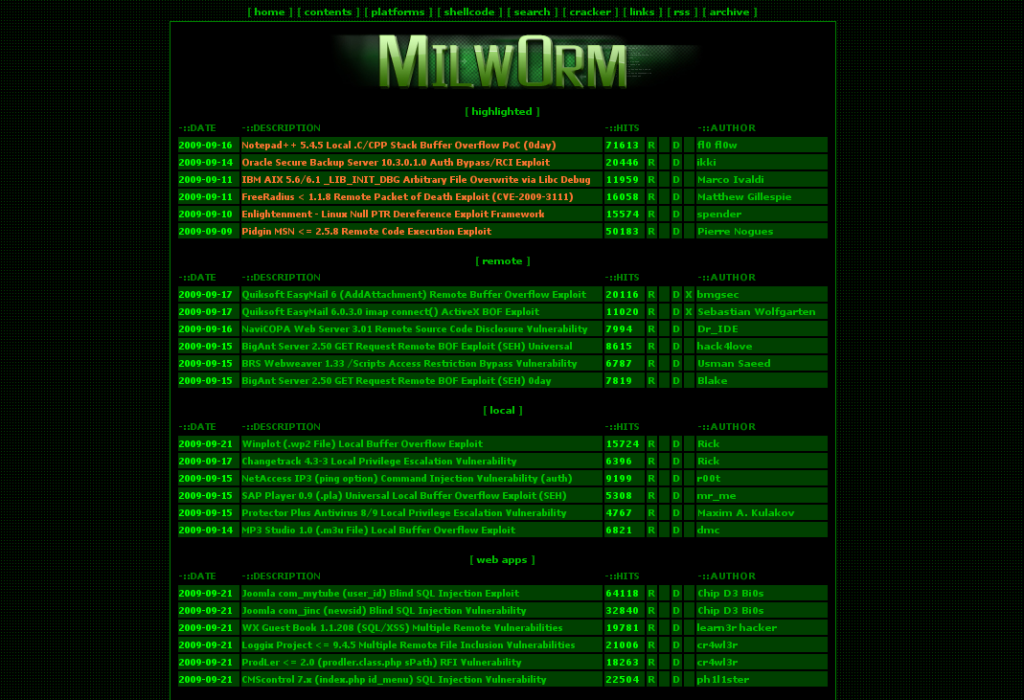 [ home ] [ contents ] [ platforms ] [ shellcode ] [ search ] [ cracker ] [ links ] [ rss ] [ archive ]
MILW0RM
[ highlighted ]
-::DATE -::DESCRIPTION -::HITS -::AUTHOR
2009-09-16 Notepad++ 5.4.5 Local .C/CPP Stack Buffer Overflow PoC (0day) 71613 R D fl0 fl0w
2009-09-14 Oracle Secure Backup Server 10.3.0.1.0 Auth Bypass/RCI Exploit 20446 R D ikki
2009-09-11 IBM AIX 5.6/6.1 _LIB_INIT_DBG Arbitrary File Overwrite via Libc Debug 11959 R D Marco Ivaldi
2009-09-11 FreeRadius < 1.1.8 Remote Packet of Death Exploit (CVE-2009-3111) 16058 R D Matthew Gillespie
2009-09-10 Enlightenment - Linux Null PTR Dereference Exploit Framework 15574 R D spender
2009-09-09 Pidgin MSN <= 2.5.8 Remote Code Execution Exploit 50183 R D Pierre Nogues
[ remote ]
-::DATE -::DESCRIPTION -::HITS -::AUTHOR
2009-09-17 Quiksoft EasyMail 6 (AddAttachment) Remote Buffer Overflow Exploit 20116 R D X bmgsec
2009-09-17 Quiksoft EasyMail 6.0.3.0 imap connect() ActiveX BOF Exploit 11020 R D X Sebastian Wolfgarten
2009-09-16 NaviCOPA Web Server 3.01 Remote Source Code Disclosure Vulnerability 7994 R D Dr_IDE
2009-09-15 BigAnt Server 2.50 GET Request Remote BOF Exploit (SEH) Universal 8615 R D hack4love
2009-09-15 BRS Webweaver 1.33 /Scripts Access Restriction Bypass Vulnerability 6787 R D Usman Saeed
2009-09-15 BigAnt Server 2.50 GET Request Remote BOF Exploit (SEH) 0day 7819 R D Blake
[ local ]
-::DATE -::DESCRIPTION -::HITS -::AUTHOR
2009-09-21 Winplot (.wp2 File) Local Buffer Overflow Exploit 15724 R D Rick
2009-09-17 Changetrack 4.3-3 Local Privilege Escalation Vulnerability 6396 R D Rick
2009-09-15 NetAccess IP3 (ping option) Command Injection Vulnerability (auth) 9199 R D r00t
2009-09-15 SAP Player 0.9 (.pla) Universal Local Buffer Overflow Exploit (SEH) 5308 R D mr_me
2009-09-15 Protector Plus Antivirus 8/9 Local Privilege Escalation Vulnerability 4767 R D Maxim A. Kulakov
2009-09-14 MP3 Studio 1.0 (.m3u File) Local Buffer Overflow Exploit 6821 R D dmc
[ web apps ]
-::DATE -::DESCRIPTION -::HITS -::AUTHOR
2009-09-21 Joomla com_mytube (user_id) Blind SQL Injection Exploit 64118 R D Chip D3 Bi0s
2009-09-21 Joomla com_jinc (newsid) Blind SQL Injection Vulnerability 32840 R D Chip D3 Bi0s
2009-09-21 WX Guest Book 1.1.208 (SQL/XSS) Multiple Remote Vulnerabilities 19781 R D learn3r hacker
2009-09-21 Loggix Project <= 9.4.5 Multiple Remote File Inclusion Vulnerabilities 21006 R D cr4wl3r
2009-09-21 ProdLer <= 2.0 (prodler.class.php sPath) RFI Vulnerability 18263 R D cr4wl3r
2009-09-21 CMScontrol 7.x (index.php id_menu) SQL Injection Vulnerability 22504 R D ph1l1ster